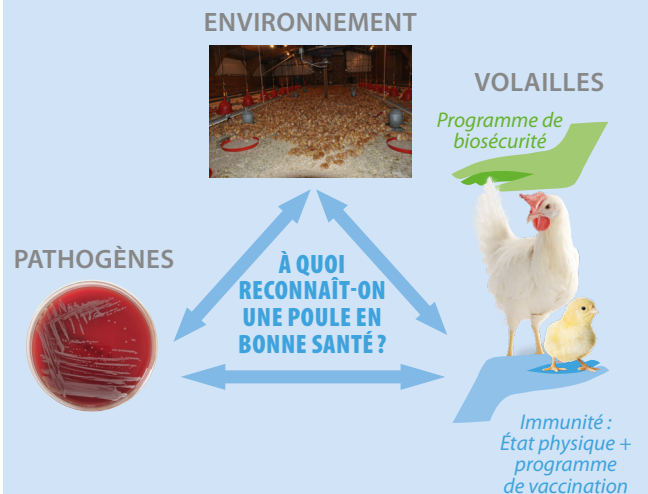 ENVIRONNEMENT
VOLAILLES
Programme de
biosécurité
PATHOGÈNES
À QUOI
RECONNAÎT-ON
UNE POULE EN
BONNE SANTÉ ?
Immunité :
État physique +
programme
de vaccination